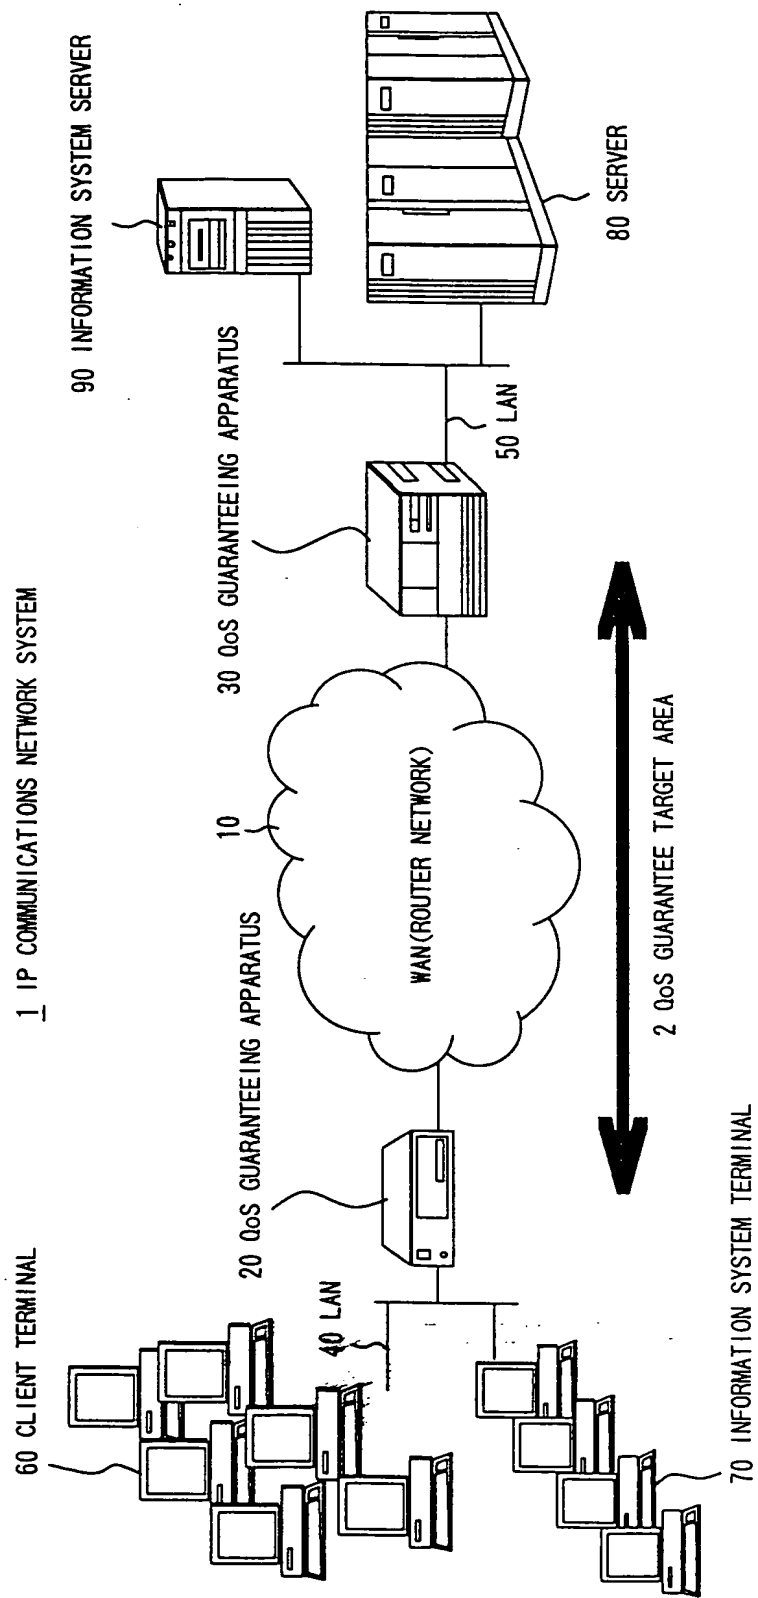 1 IP COMMUNICATIONS NETWORK SYSTEM
60 CLIENT TERMINAL
20 QoS GUARANTEEING APPARATUS
10
30 QoS GUARANTEEING APPARATUS
90 INFORMATION SYSTEM SERVER
40 LAN
WAN(ROUTER NETWORK)
50 LAN
80 SERVER
2 QoS GUARANTEE TARGET AREA
70 INFORMATION SYSTEM TERMINAL